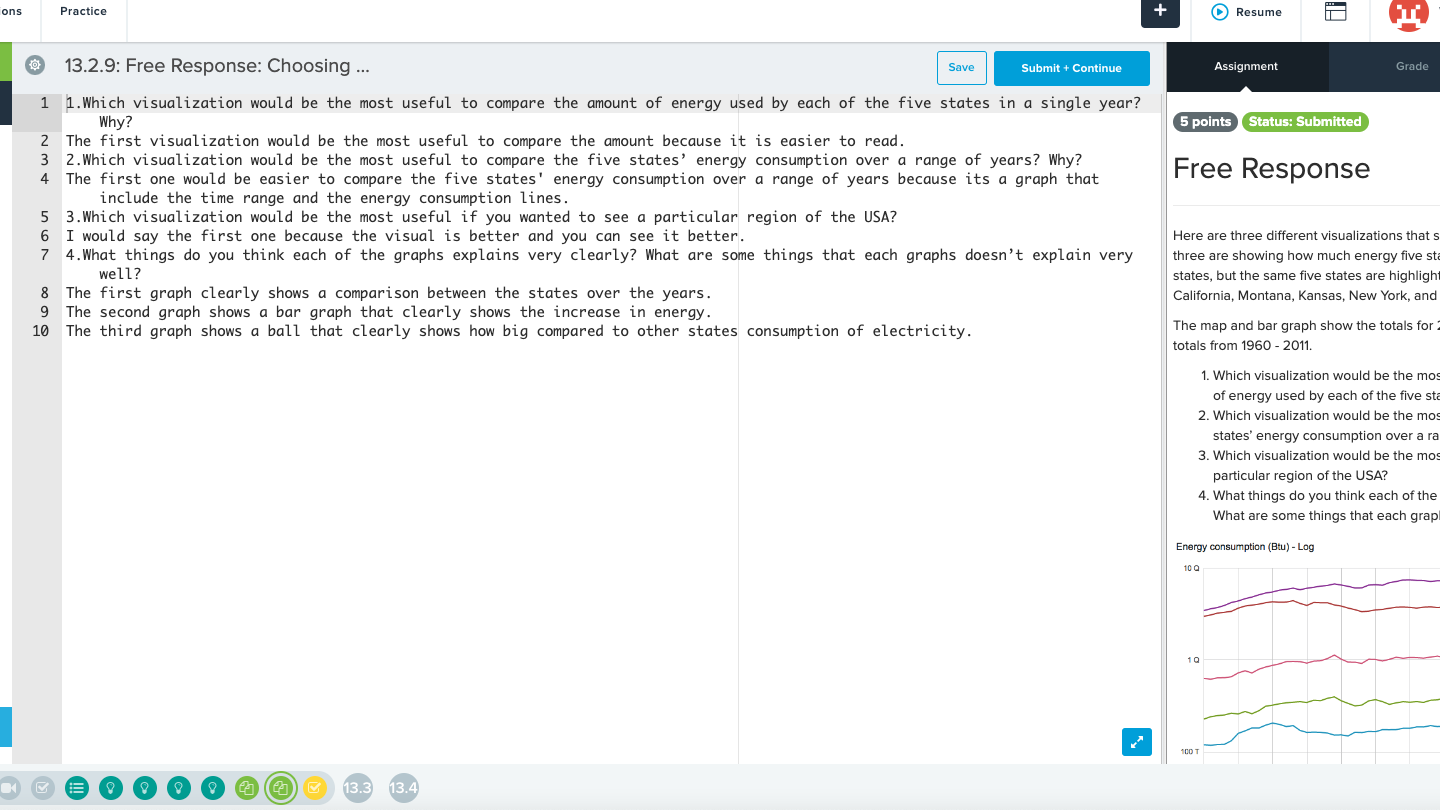 ions Practice + Resume
13.2.9: Free Response: Choosing ... Save Submit + Continue Assignment Grade
1 1.Which visualization would be the most useful to compare the amount of energy used by each of the five states in a single year?
Why?
2 The first visualization would be the most useful to compare the amount because it is easier to read.
3 2.Which visualization would be the most useful to compare the five states’ energy consumption over a range of years? Why?
4 The first one would be easier to compare the five states' energy consumption over a range of years because its a graph that
include the time range and the energy consumption lines.
5 3.Which visualization would be the most useful if you wanted to see a particular region of the USA?
6 I would say the first one because the visual is better and you can see it better.
7 4.What things do you think each of the graphs explains very clearly? What are some things that each graphs doesn’t explain very
well?
8 The first graph clearly shows a comparison between the states over the years.
9 The second graph shows a bar graph that clearly shows the increase in energy.
10 The third graph shows a ball that clearly shows how big compared to other states consumption of electricity.
5 points Status: Submitted
Free Response
Here are three different visualizations that s
three are showing how much energy five sta
states, but the same five states are highlight
California, Montana, Kansas, New York, and
The map and bar graph show the totals for 2
totals from 1960 - 2011.
1. Which visualization would be the mos
of energy used by each of the five sta
2. Which visualization would be the mos
states’ energy consumption over a ra
3. Which visualization would be the mos
particular region of the USA?
4. What things do you think each of the
What are some things that each grap
Energy consumption (Btu) - Log
10 Q
1 Q
100 T
13.3 13.4